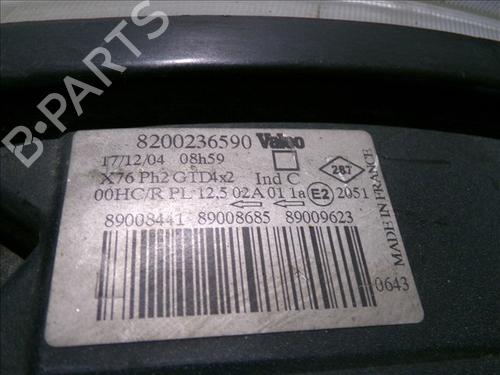 8200236590 Valeo
17/12/04 08h59
X76 Ph2 GTD4x2 Ind C
287
00HC/R PL 12,5 02A 01 1a E2 2051
89008441 89008685 89009623
MADE IN FRANCE
0643
B-PARTS